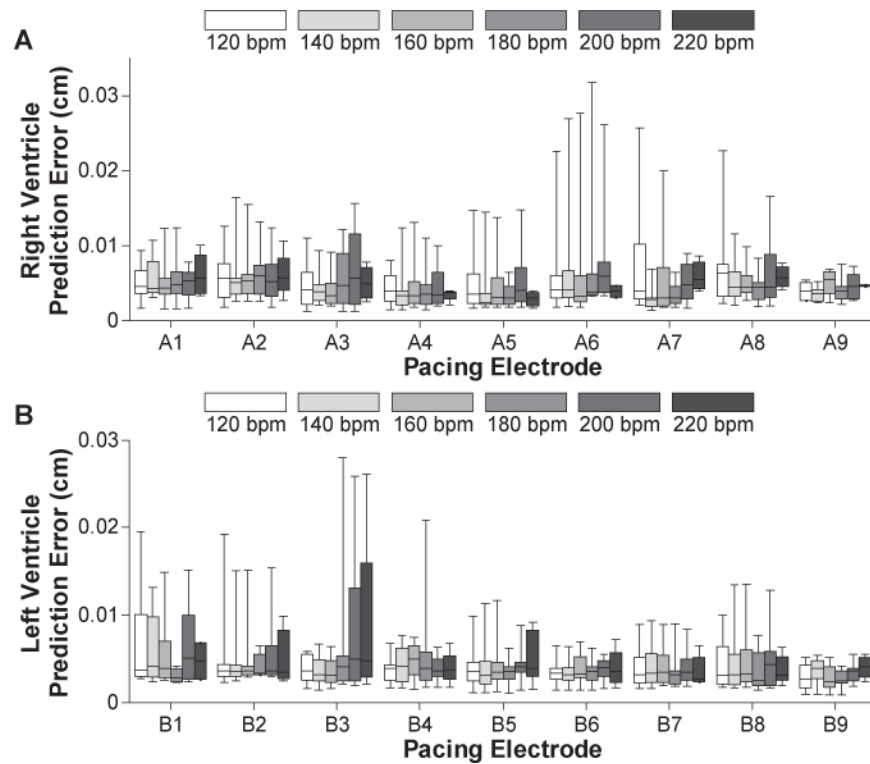 A
120 bpm 140 bpm 160 bpm 180 bpm 200 bpm 220 bpm
Right Ventricle
Prediction Error (cm)
0.03
0.02
0.01
0
A1 A2 A3 A4 A5 A6 A7 A8 A9
Pacing Electrode
B
120 bpm 140 bpm 160 bpm 180 bpm 200 bpm 220 bpm
Left Ventricle
Prediction Error (cm)
0.03
0.02
0.01
0
B1 B2 B3 B4 B5 B6 B7 B8 B9
Pacing Electrode